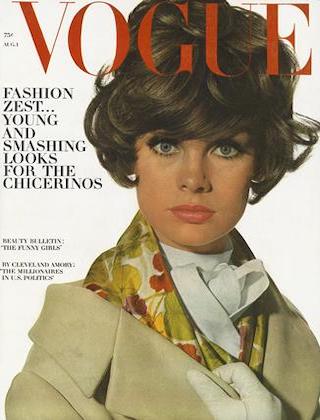 VOGUE
75¢
AUG.1
FASHION
ZEST...
YOUNG
AND
SMASHING
LOOKS
FOR THE
CHICERINOS
BEAUTY BULLETIN:
"THE FUNNY GIRLS"
BY CLEVELAND AMORY:
"THE MILLIONAIRES
IN U.S. POLITICS"